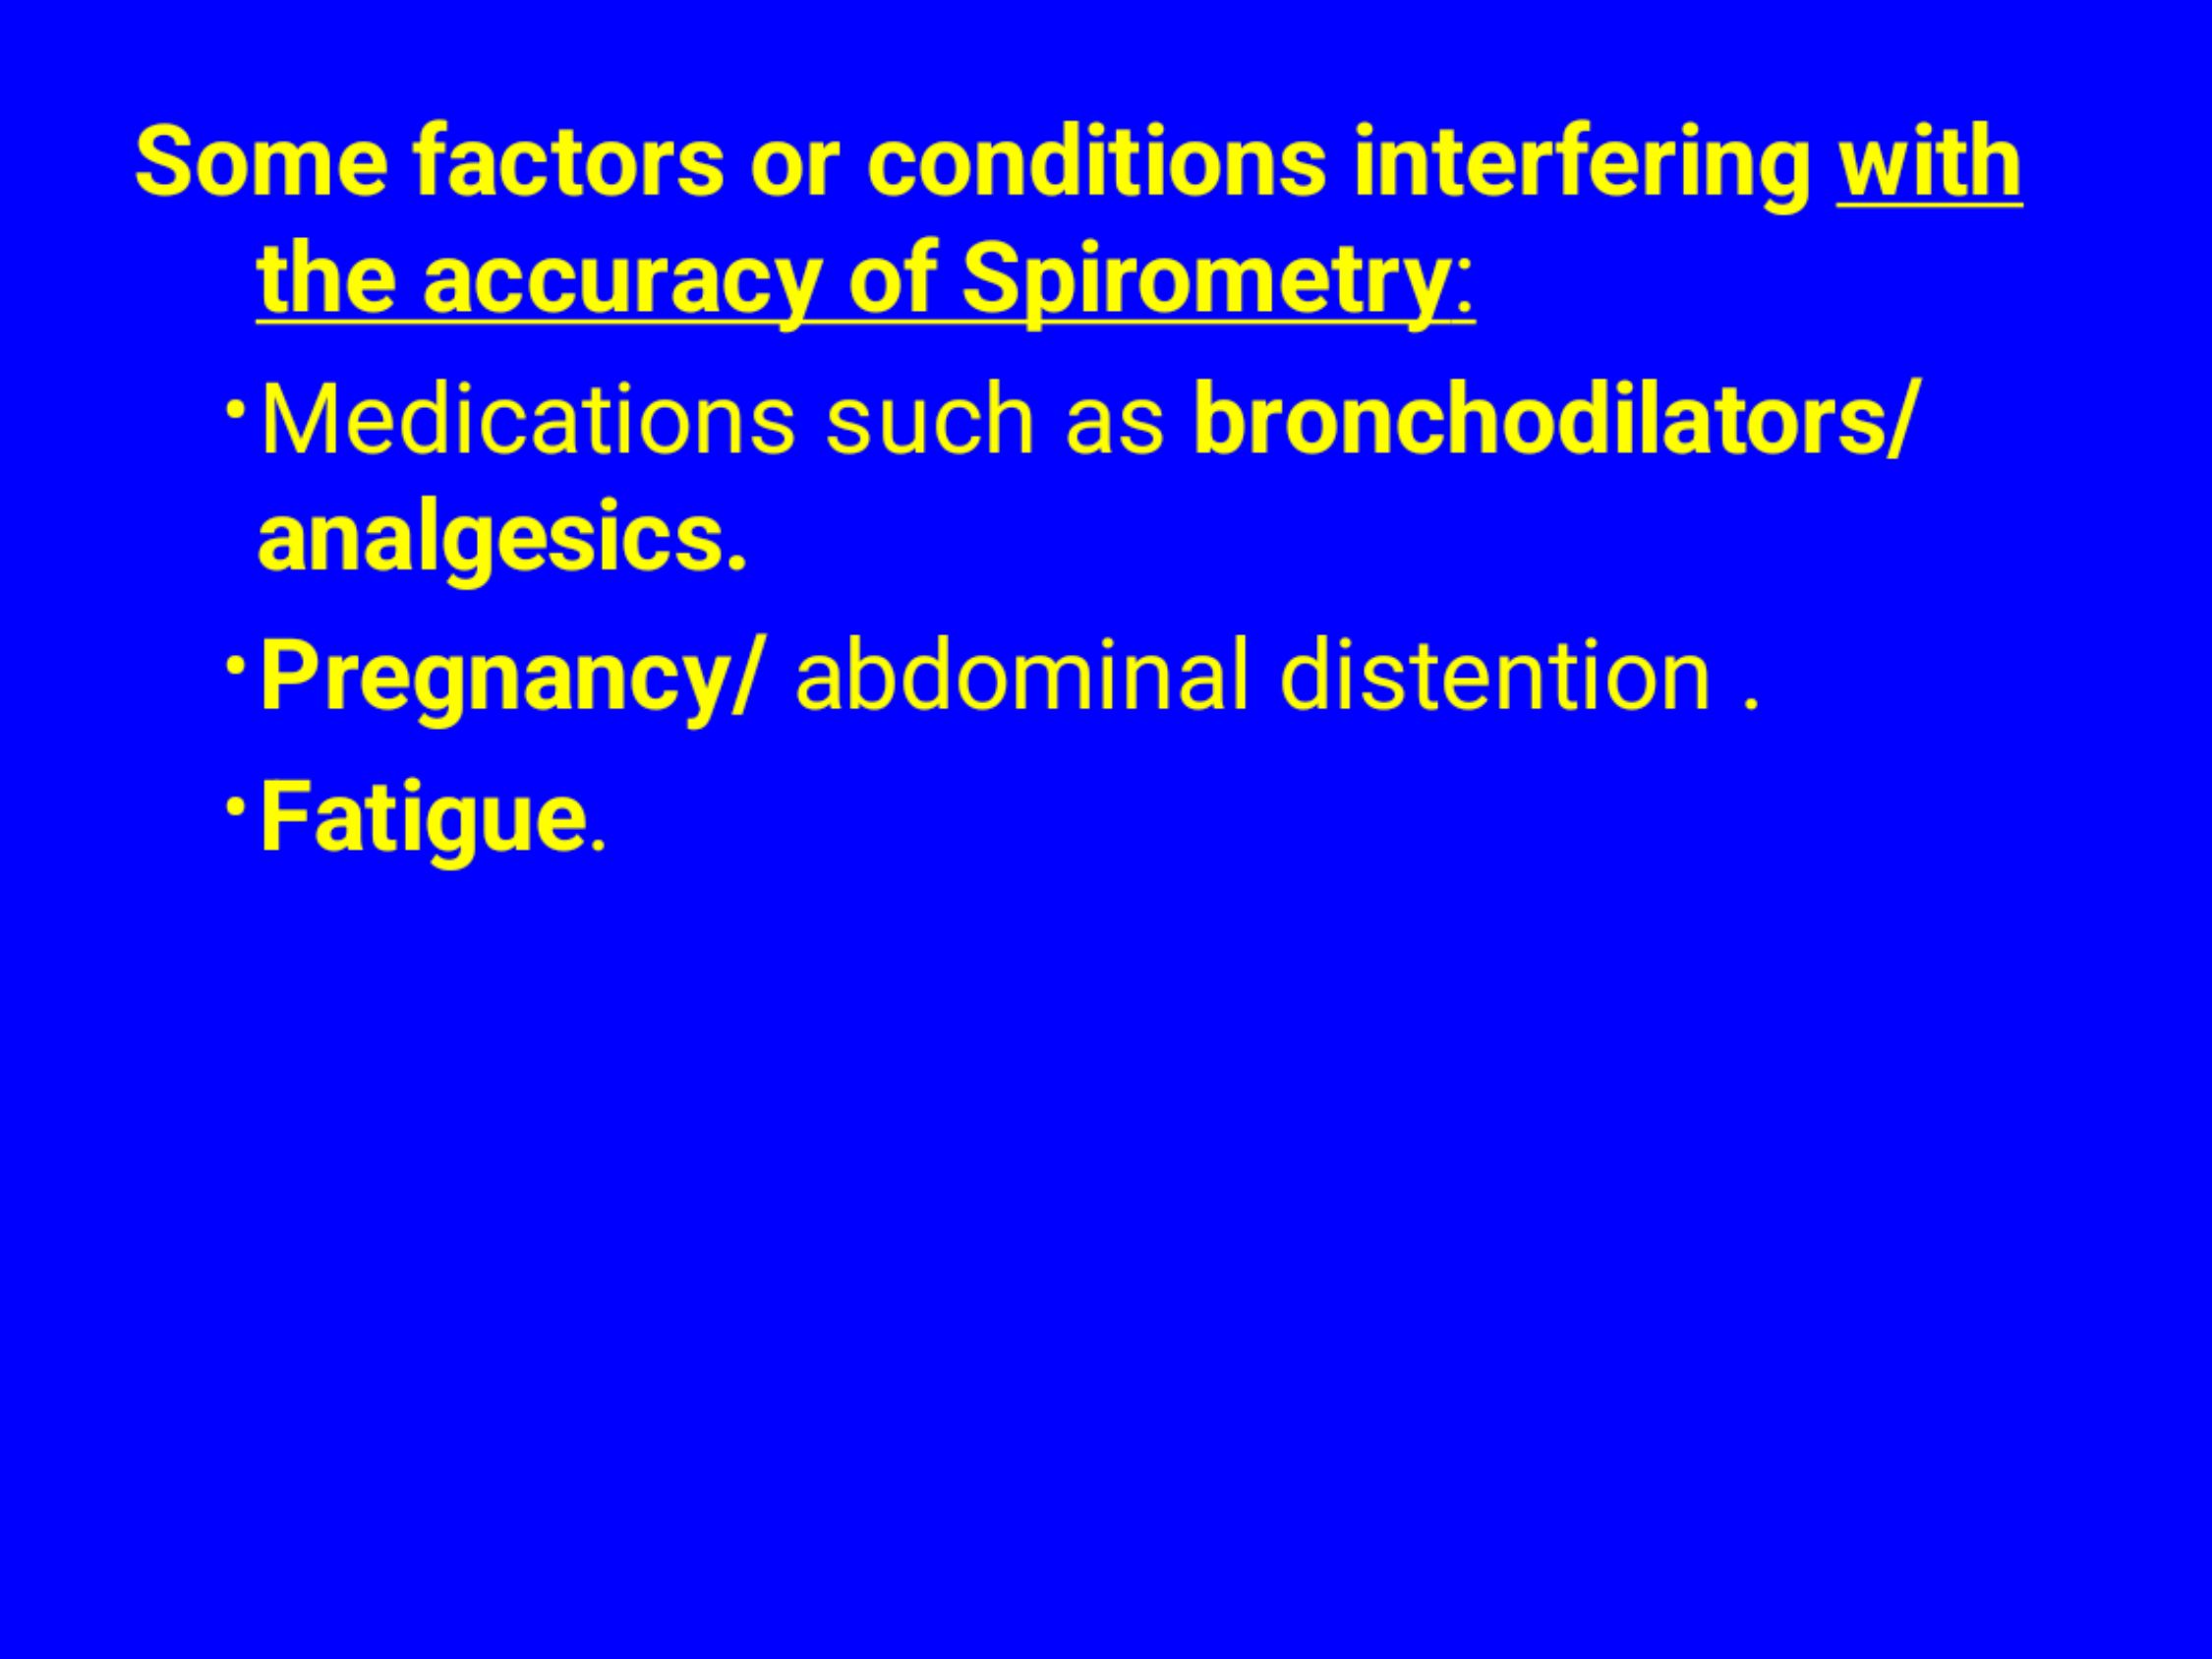 Some factors or conditions interfering with
the accuracy of Spirometry:
•Medications such as bronchodilators/
analgesics.
•Pregnancy/ abdominal distention .
•Fatigue.